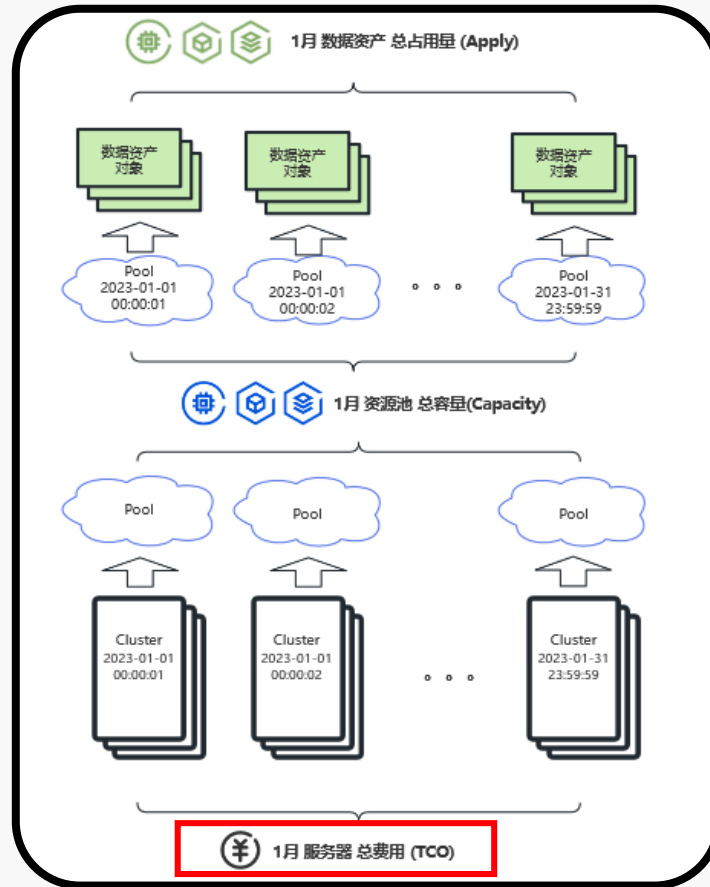 1月 数据资产 总占用量 (Apply)
数据资产
对象
数据资产
对象
数据资产
对象
Pool
2023-01-01
00:00:01
Pool
2023-01-01
00:00:02
Pool
2023-01-31
23:59:59
1月 资源池 总容量(Capacity)
Pool
Pool
Pool
Cluster
2023-01-01
00:00:01
Cluster
2023-01-01
00:00:02
Cluster
2023-01-31
23:59:59
¥ 1月 服务器 总费用 (TCO)